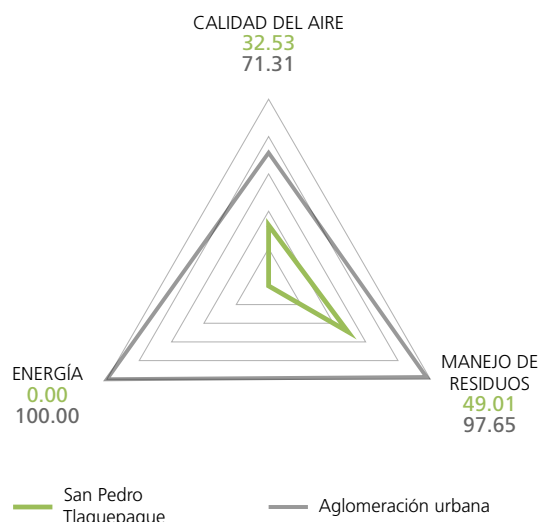 CALIDAD DEL AIRE
32.53
71.31
ENERGÍA
0.00
100.00
MANEJO DE
RESIDUOS
49.01
97.65
San Pedro
Tlaquepaque
Aglomeración urbana